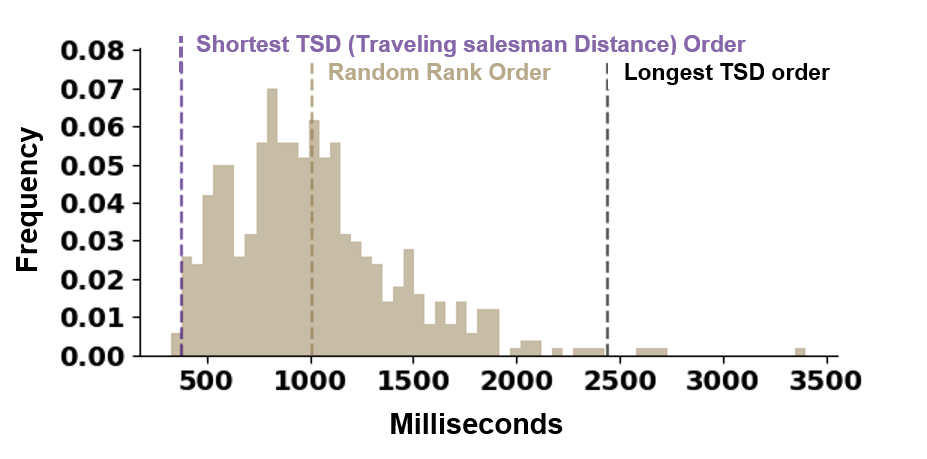 Shortest TSD (Traveling salesman Distance) Order
Random Rank Order
Longest TSD order
Frequency
0.08
0.07
0.06
0.05
0.04
0.03
0.02
0.01
0.00
500 1000 1500 2000 2500 3000 3500
Milliseconds